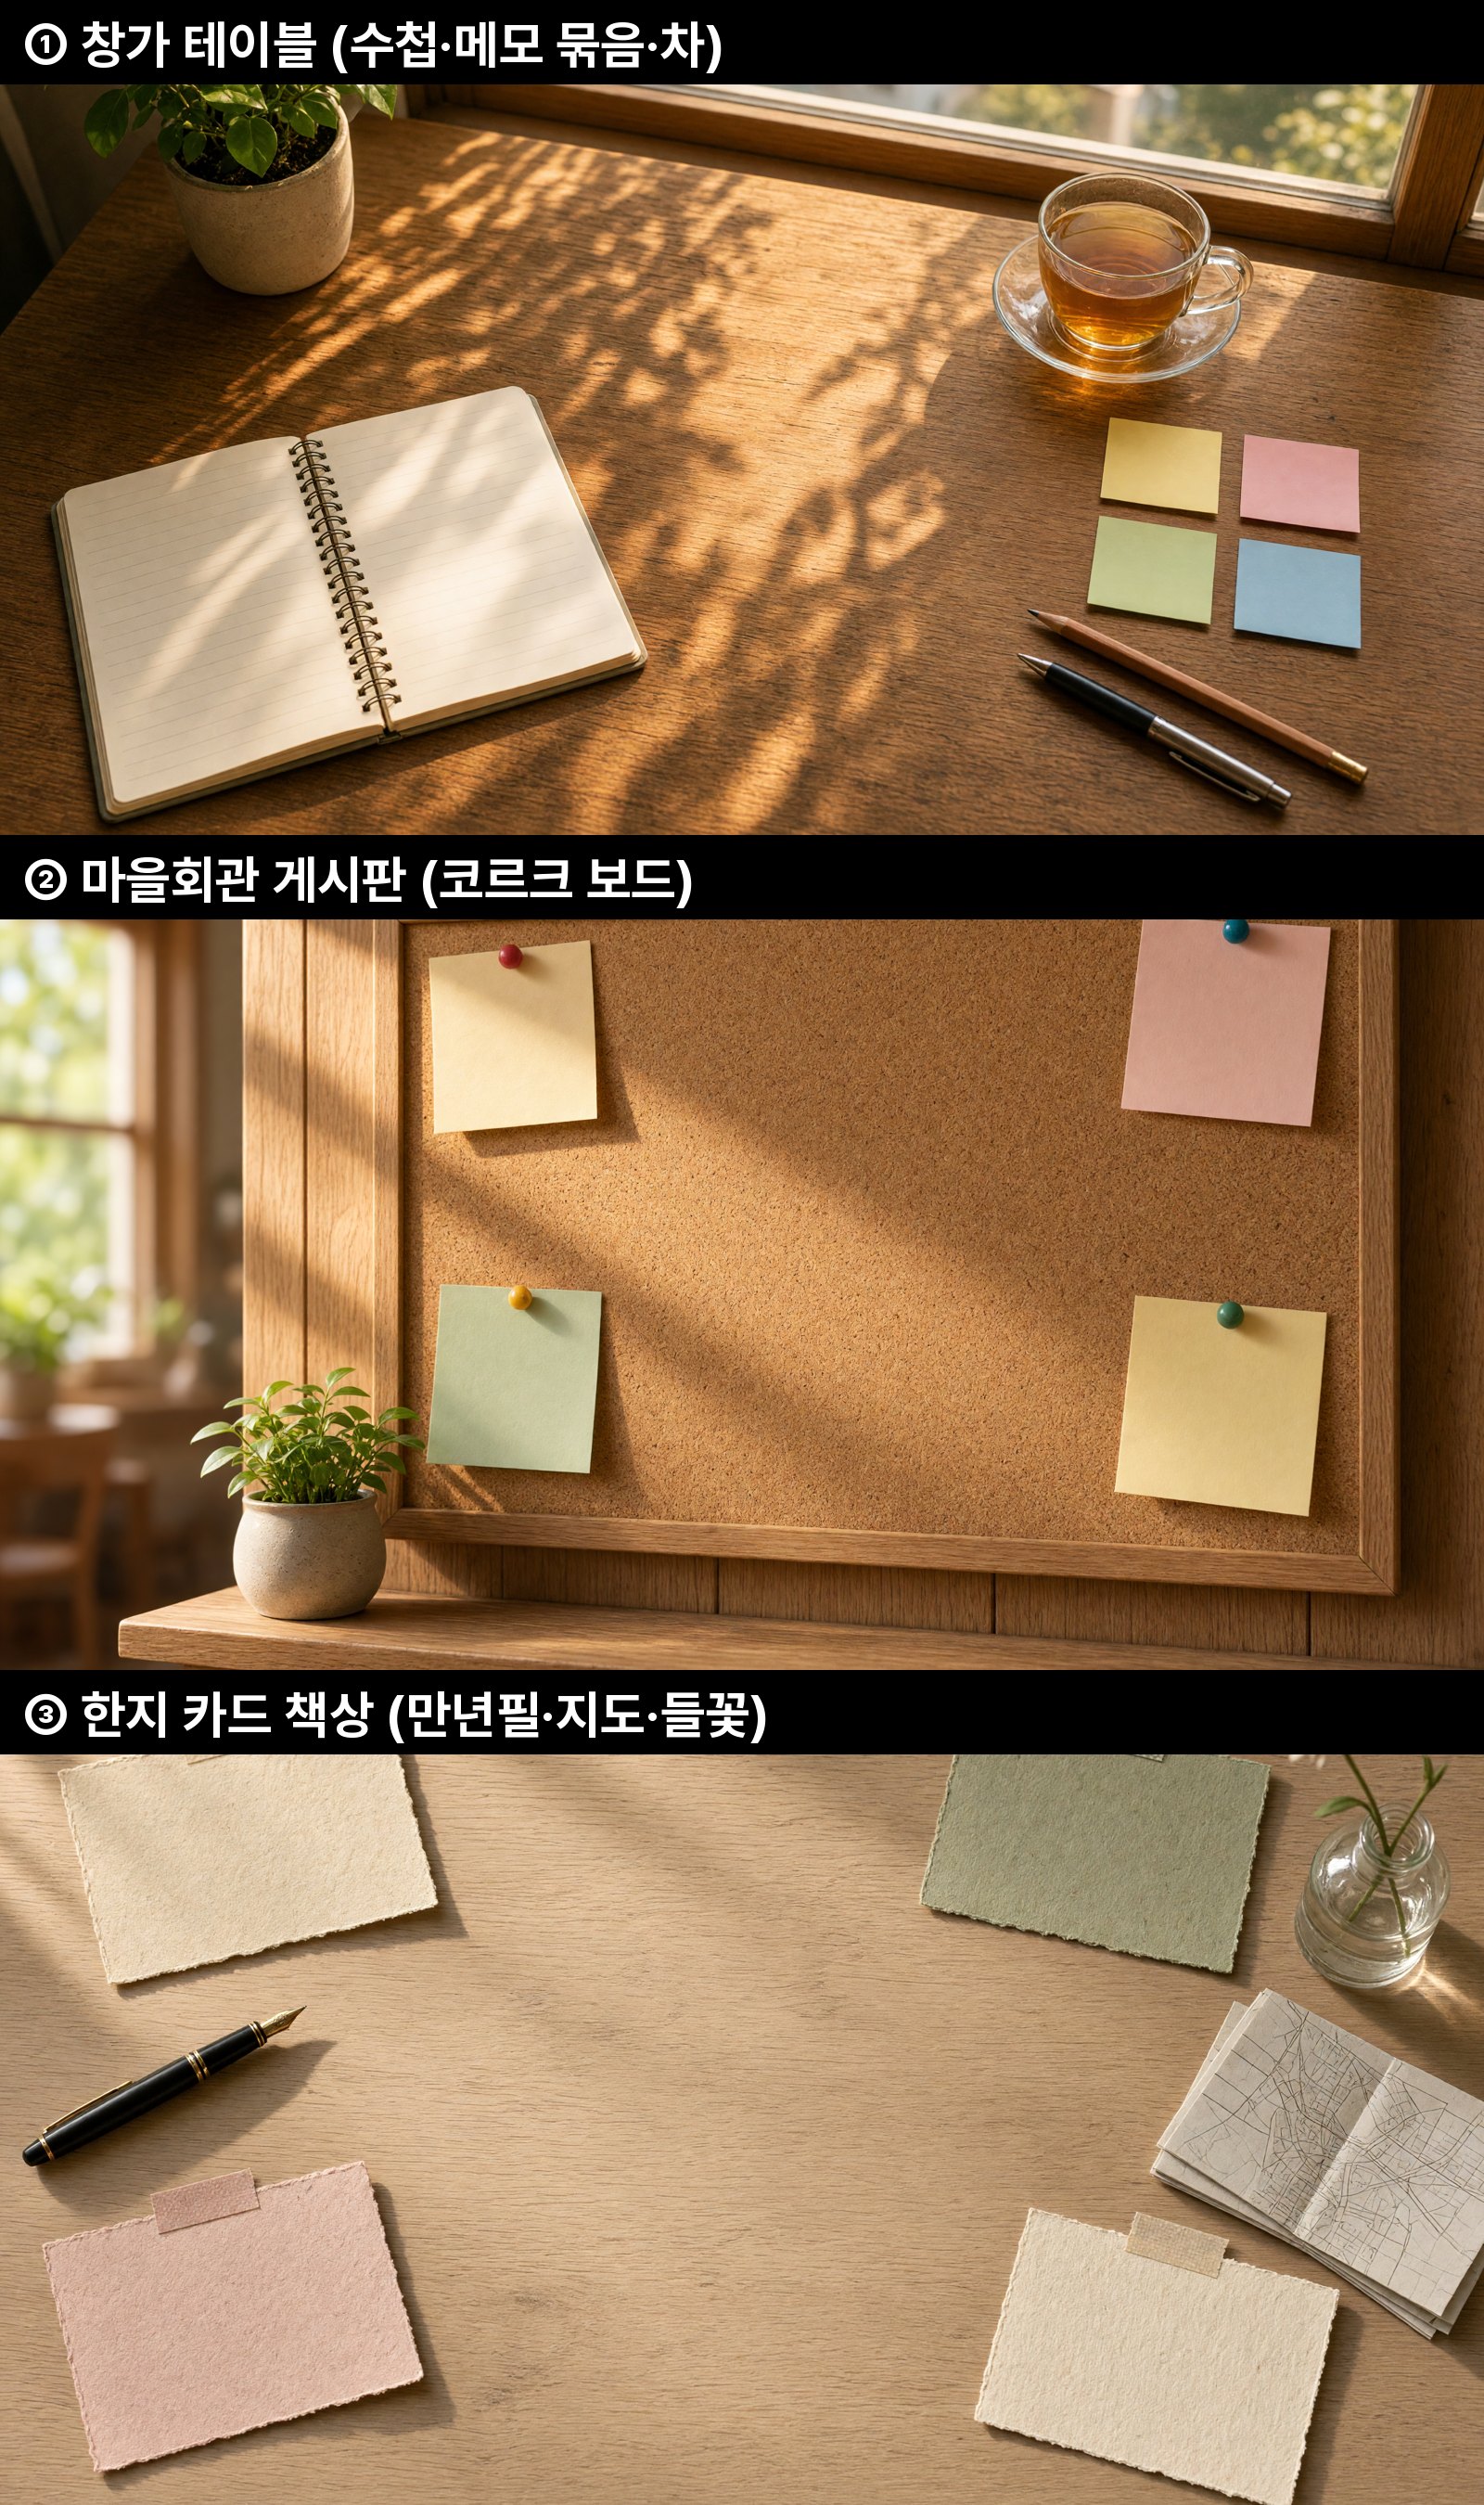 ① 창가 테이블 (수첩·메모 묶음·차)
② 마을회관 게시판 (코르크 보드)
③ 한지 카드 책상 (만년필·지도·들꽃)